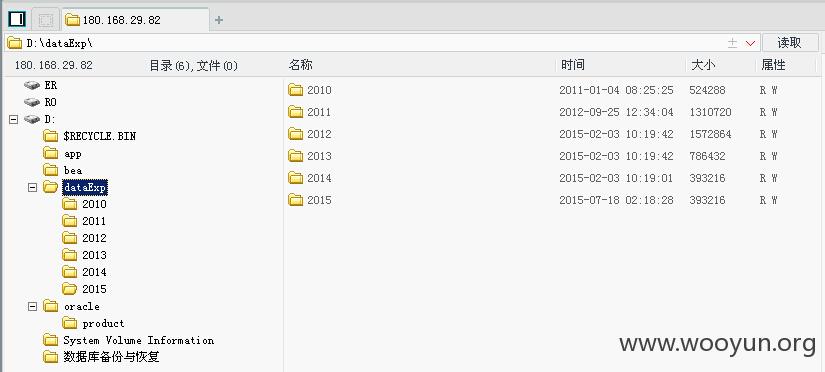 180.168.29.82
D:\dataExp\
读取
180.168.29.82 目录(6),文件(0)
名称 时间 大小 属性
ER
RO
D:
$RECYCLE.BIN
app
bea
dataExp
2010
2011
2012
2013
2014
2015
oracle
product
System Volume Information
数据库备份与恢复
2010 2011-01-04 08:25:25 524288 R W
2011 2012-09-25 12:34:04 1310720 R W
2012 2015-02-03 10:19:42 1572864 R W
2013 2015-02-03 10:19:42 786432 R W
2014 2015-02-03 10:19:01 393216 R W
2015 2015-07-18 02:18:28 393216 R W
www.wooyun.org